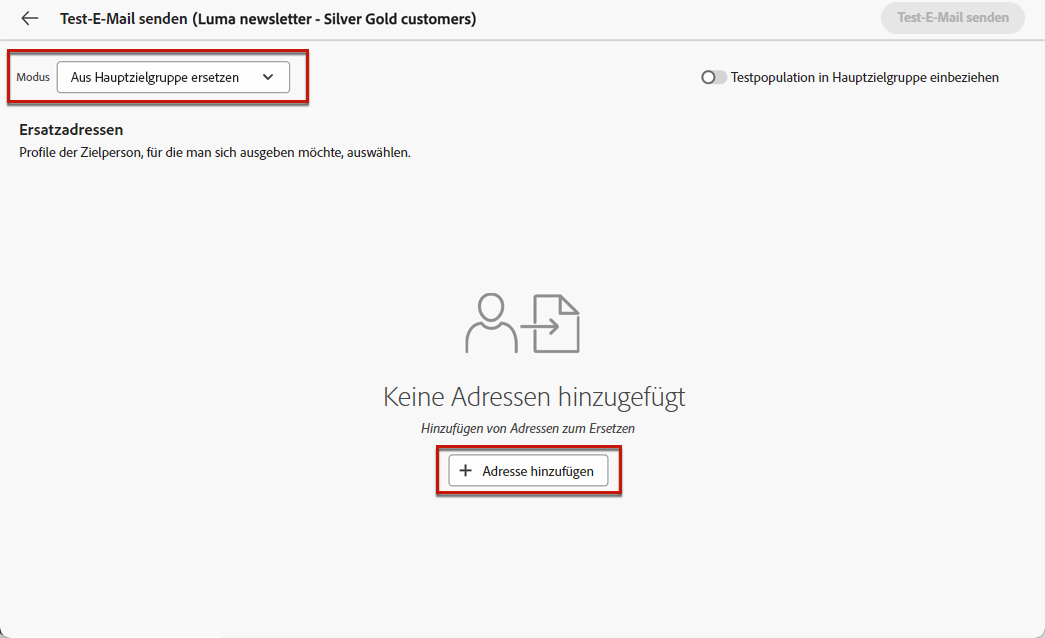 Test-E-Mail senden (Luma newsletter - Silver Gold customers)
Test-E-Mail senden
Modus
Aus Hauptzielgruppe ersetzen
Testpopulation in Hauptzielgruppe einbeziehen
Ersatzadressen
Profile der Zielperson, für die man sich ausgeben möchte, auswählen.
Keine Adressen hinzugefügt
Hinzufügen von Adressen zum Ersetzen
+ Adresse hinzufügen